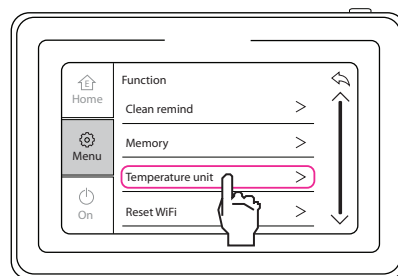 E
Home
Menu
On
Function
Clean remind
Memory
Temperature unit
Reset WiFi